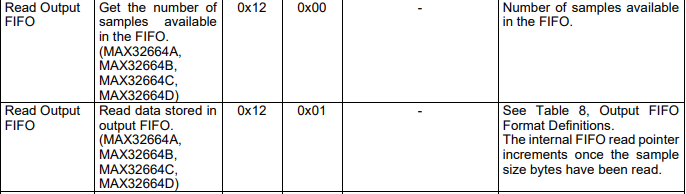 Read Output Get the number of 0x12 0x00 - Number of samples available
FIFO samples available in the FIFO.
in the FIFO.
(MAX32664A,
MAX32664B,
MAX32664C,
MAX32664D)
Read Output Read data stored in 0x12 0x01 - See Table 8, Output FIFO
FIFO output FIFO. Format Definitions.
(MAX32664A, The internal FIFO read pointer
MAX32664B, increments once the sample
MAX32664C, size bytes have been read.
MAX32664D)